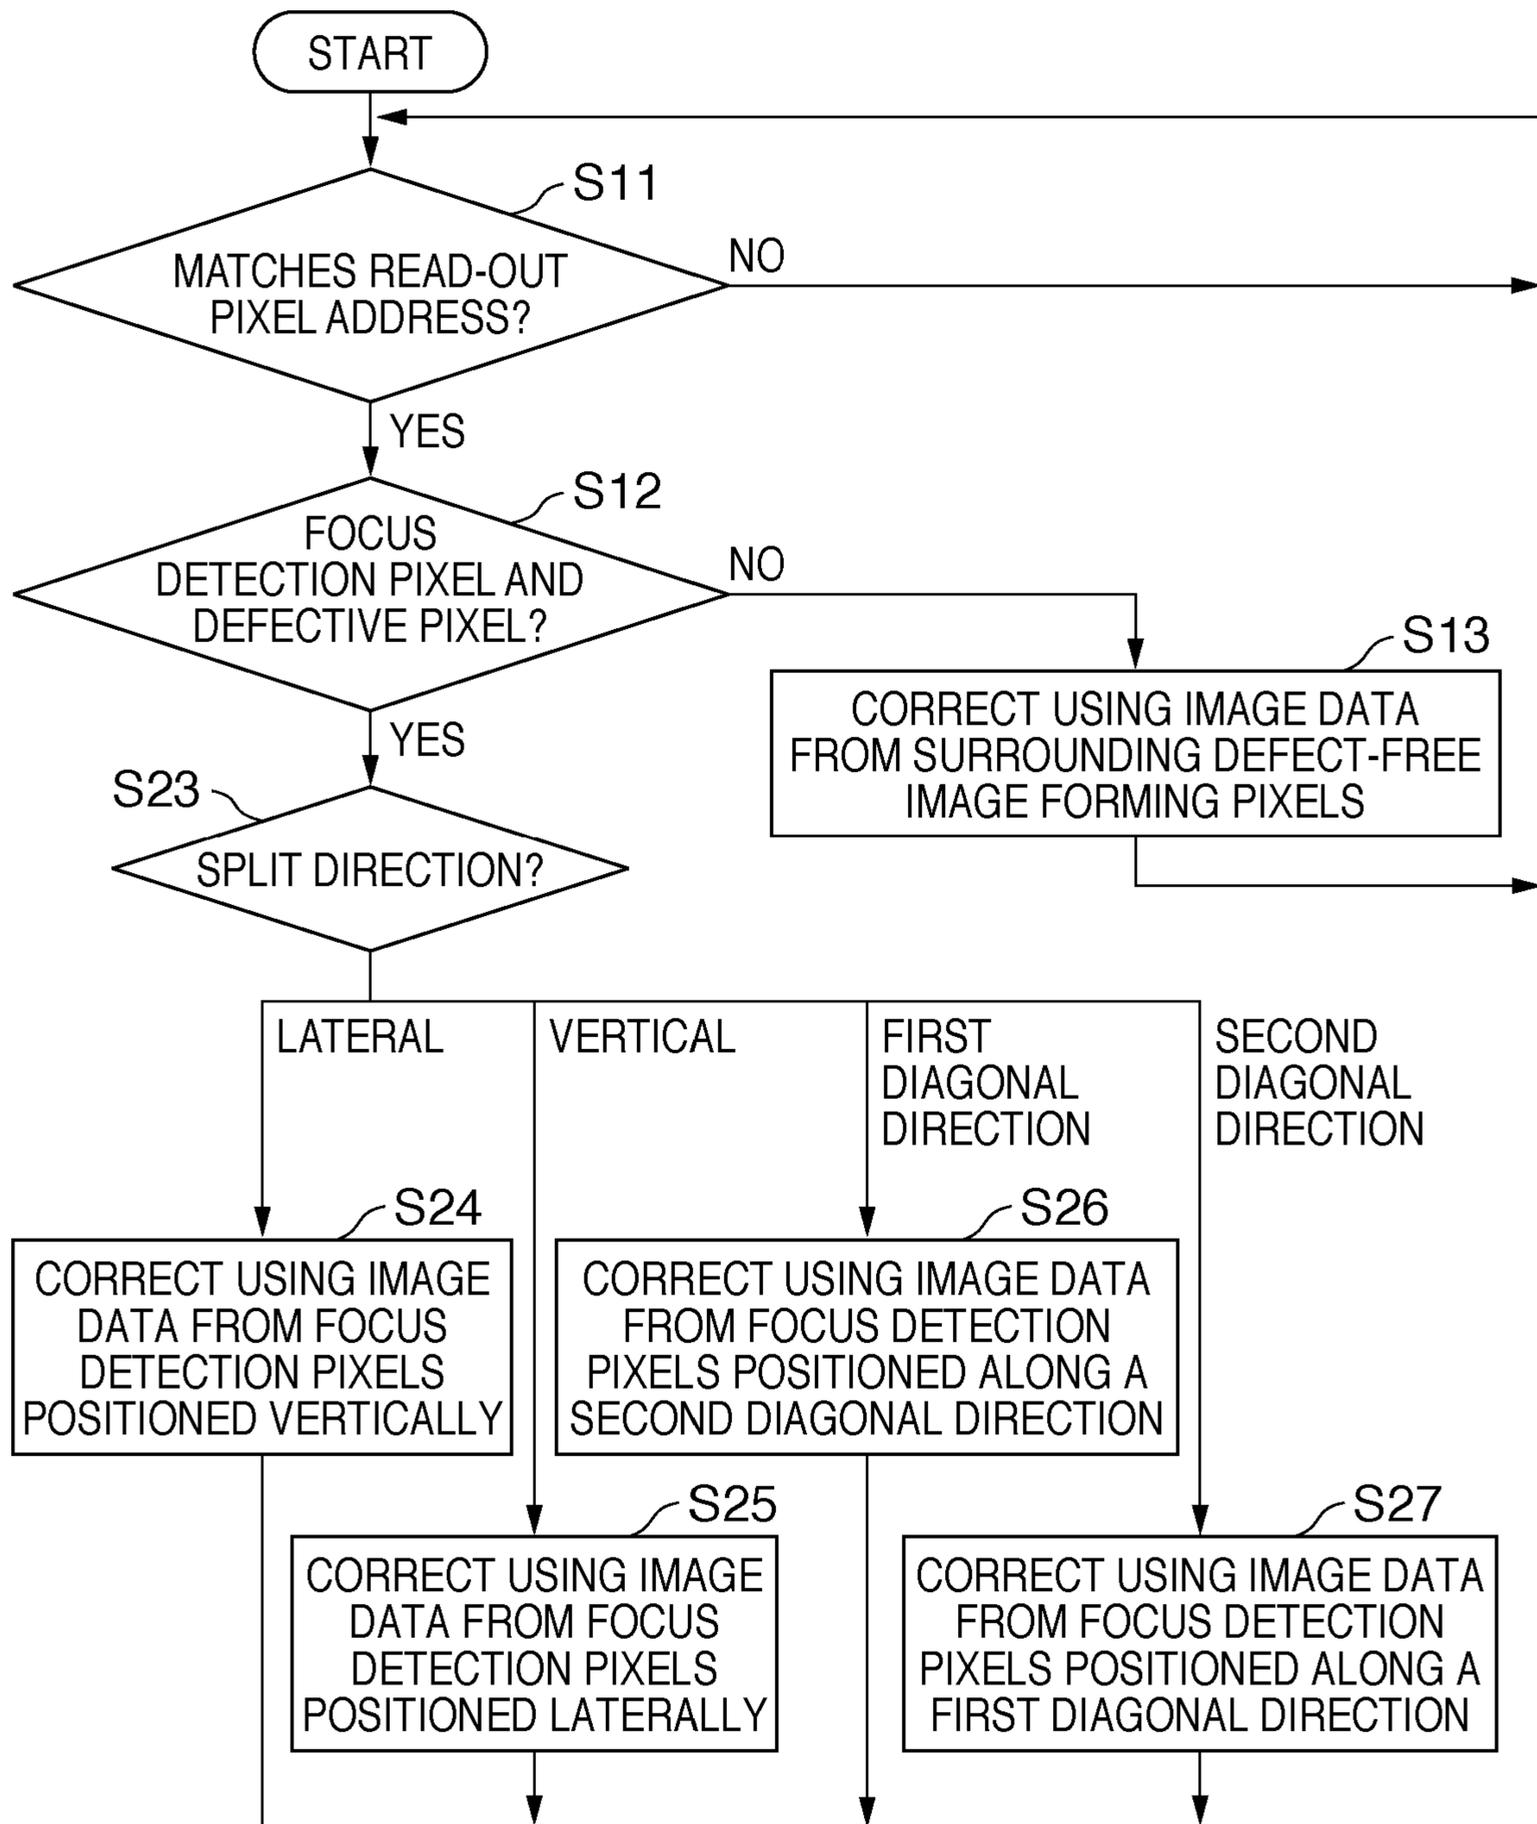 START
S11
MATCHES READ-OUT
PIXEL ADDRESS?
NO
YES
S12
FOCUS
DETECTION PIXEL AND
DEFECTIVE PIXEL?
NO
YES
S13
CORRECT USING IMAGE DATA
FROM SURROUNDING DEFECT-FREE
IMAGE FORMING PIXELS
S23
SPLIT DIRECTION?
LATERAL
VERTICAL
FIRST
DIAGONAL
DIRECTION
SECOND
DIAGONAL
DIRECTION
S24
CORRECT USING IMAGE
DATA FROM FOCUS
DETECTION PIXELS
POSITIONED VERTICALLY
S26
CORRECT USING IMAGE DATA
FROM FOCUS DETECTION
PIXELS POSITIONED ALONG A
SECOND DIAGONAL DIRECTION
S25
CORRECT USING IMAGE
DATA FROM FOCUS
DETECTION PIXELS
POSITIONED LATERALLY
S27
CORRECT USING IMAGE DATA
FROM FOCUS DETECTION
PIXELS POSITIONED ALONG A
FIRST DIAGONAL DIRECTION